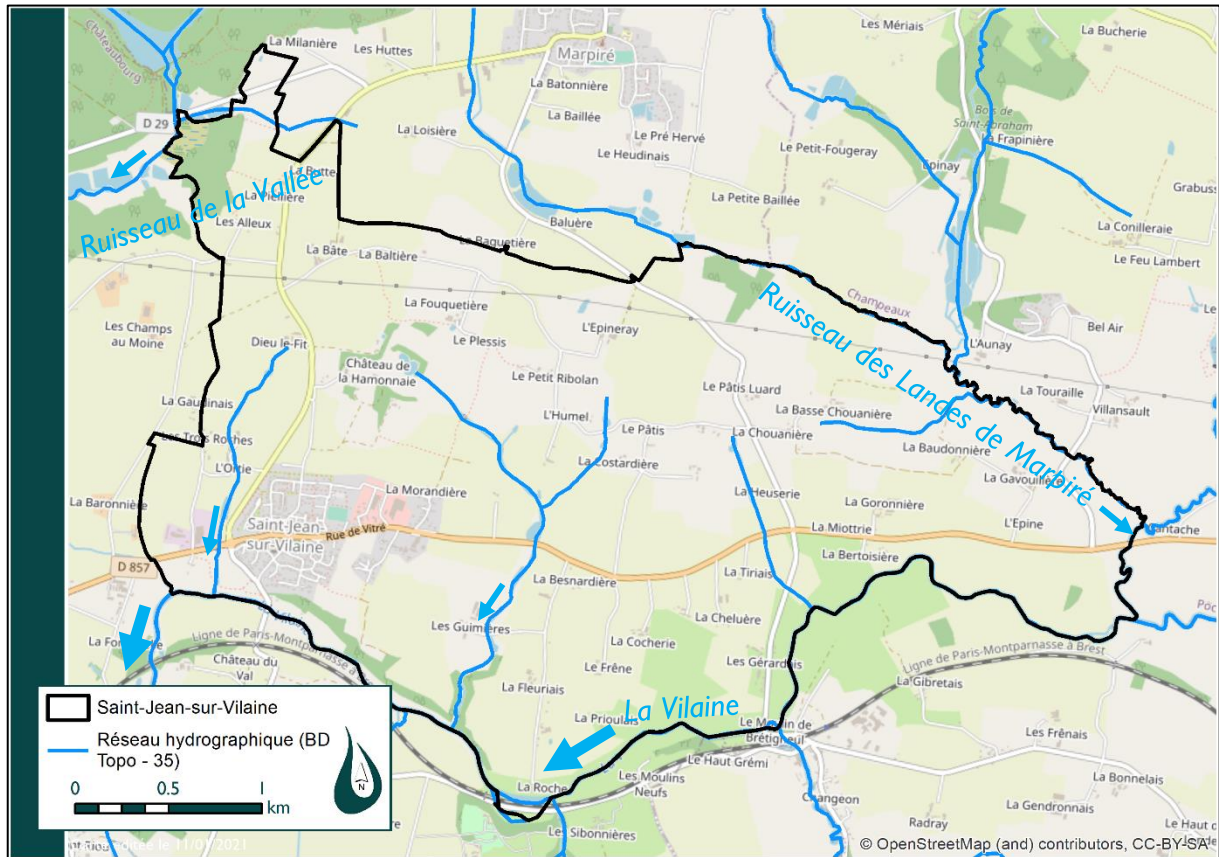 La Milanière
Les Huttes
Marpiré
Les Mériais
La Bucherie
Châteaubourg
La Batonnière
La Baillée
D 29
La Loisière
Le Pré Hervé
Le Heudinais
Le Petit-Fougeray
Epinay
Bois de
Saint-Abraham
La Frapinière
Ruisseau de la Vallée
La Butte
Les Alleux
La Petite Baillée
Baluère
La Baguetière
La Conilleraie
Le Feu Lambert
La Bâte
La Baltière
La Fouquetière
L'Epineray
Champeaux
Ruisseau des Landes de Marpiré
Les Champs
au Moine
Dieu le-Fit
Le Plessis
Bel Air
L'Aunay
Château de
la Hamonnaie
Le Petit Ribolan
Le Pâtis Luard
La Touraille
Villansault
La Gaudinais
L'Humel
Le Pâtis
La Basse Chouanière
La Chouanière
Les Trois Roches
L'Ortie
La Costardière
La Baudonnière
La Gavouillère
La Baronnière
La Morandière
La Heuserie
La Goronnière
L'Epine
Saint-Jean-
sur-Vilaine
Rue de Vitré
La Miottrie
La Bertoisière
D 857
La Besnardière
La Tiriais
Les Guimières
La Cocherie
La Cheluère
Ligne de Paris-Montparnasse à Brest
Château du
Val
Ligne de Paris-Montparnasse à
Le Frêne
Les Gérardais
La Gibretais
La Fleuriais
La Prioulais
La Vilaine
Le Moulin de
Brétigneul
Les Frênais
Le Haut Grémi
La Roche
Les Moulins
Neufs
La Bonnelais
Changeon
La Gendronnais
Radray
Les Sibonnières
Saint-Jean-sur-Vilaine
Réseau hydrographique (BD
Topo - 35)
0 0.5 1
km
N
11/01/2021
© OpenStreetMap (and) contributors, CC-BY-SA